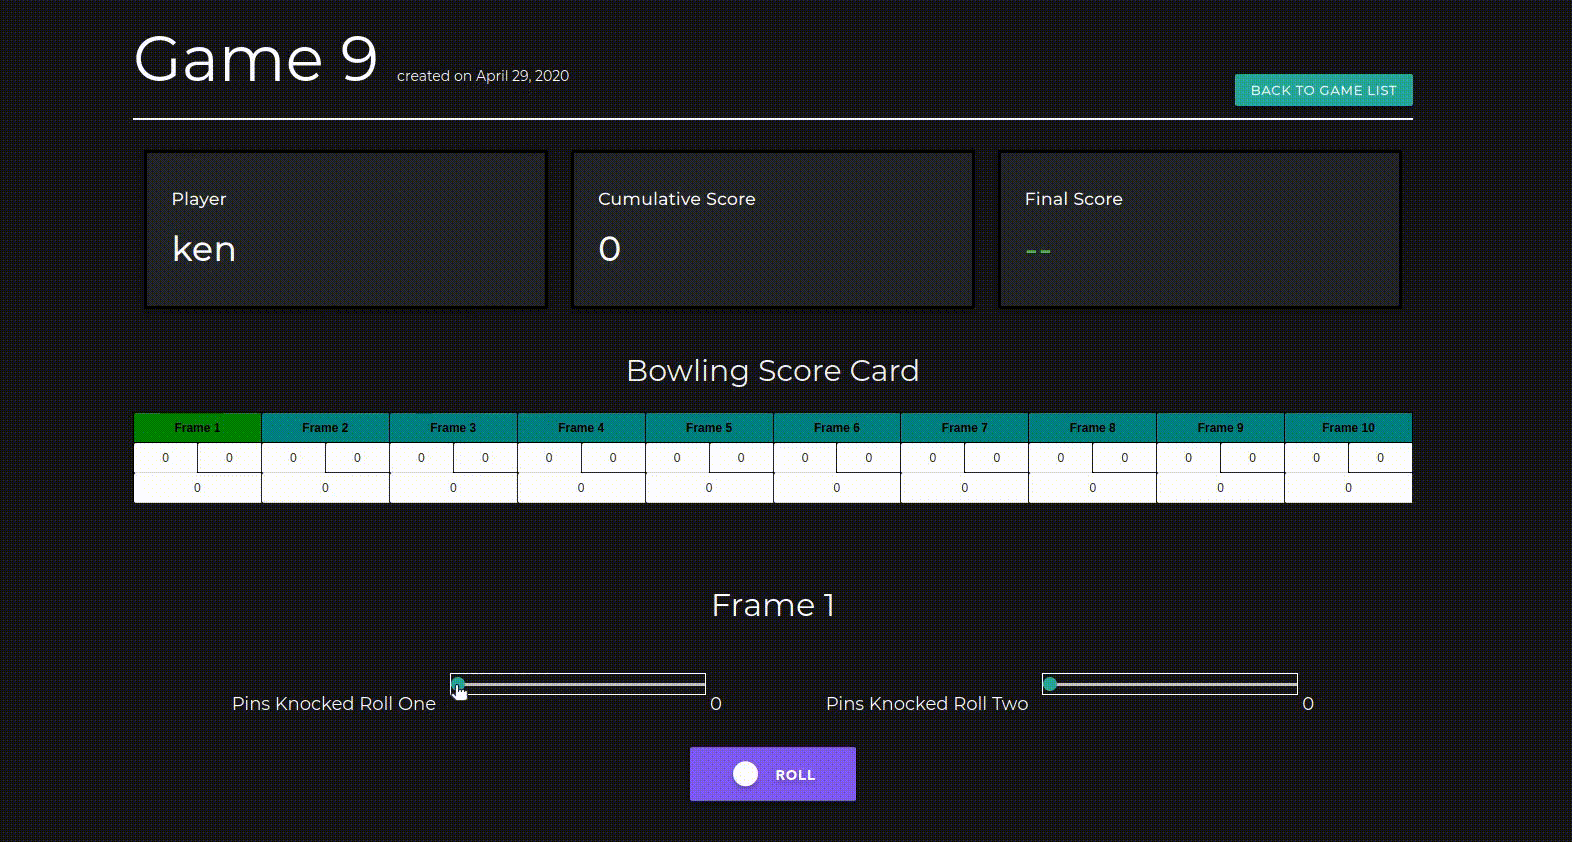 Game 9 created on April 29, 2020
BACK TO GAME LIST
Player
ken
Cumulative Score
0
Final Score
--
Bowling Score Card
Frame 1 Frame 2 Frame 3 Frame 4 Frame 5 Frame 6 Frame 7 Frame 8 Frame 9 Frame 10
0 0 0 0 0 0 0 0 0 0 0 0 0 0 0 0 0 0 0 0
0 0 0 0 0 0 0 0 0 0
Frame 1
Pins Knocked Roll One 0 Pins Knocked Roll Two 0
ROLL